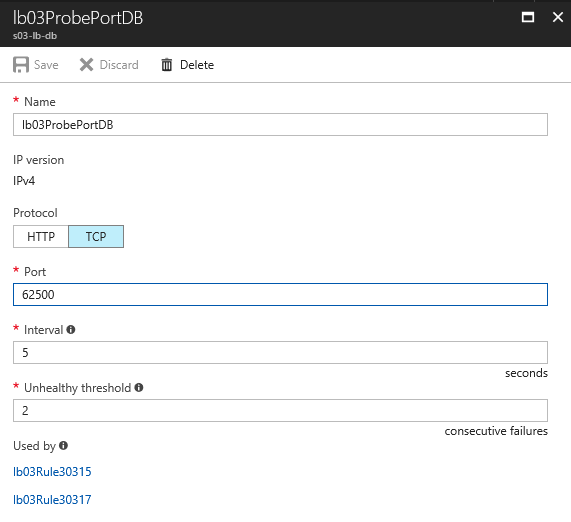 lb03ProbePortDB
s03-lb-db
Save Discard Delete
* Name
lb03ProbePortDB
IP version
IPv4
Protocol
HTTP TCP
* Port
62500
* Interval
5
seconds
* Unhealthy threshold
2
consecutive failures
Used by
lb03Rule30315
lb03Rule30317